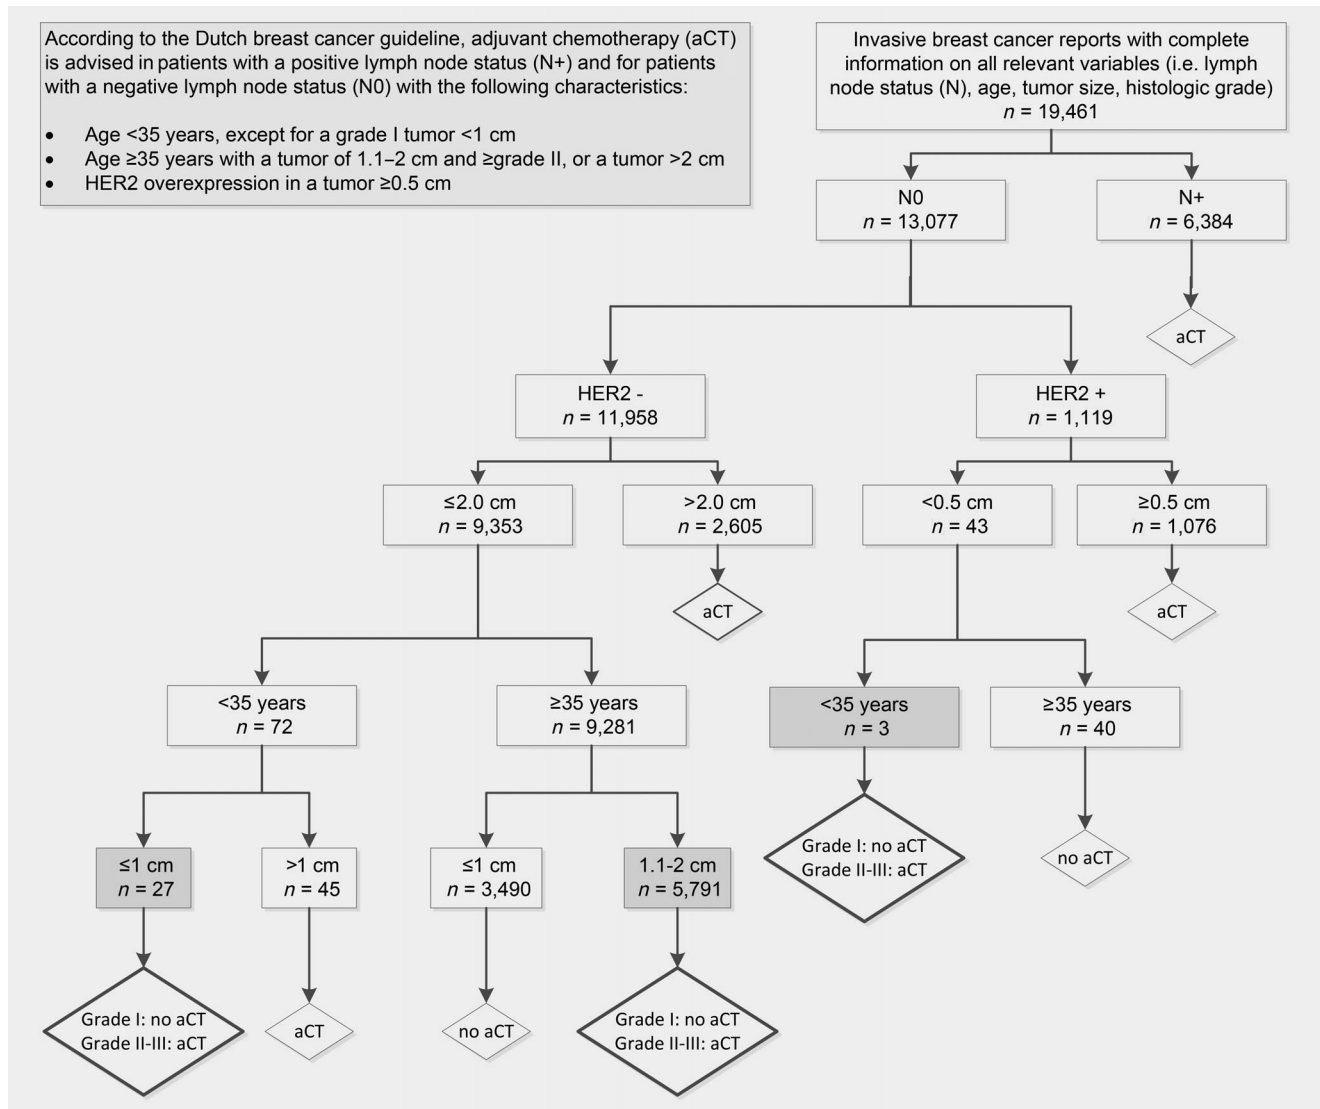 According to the Dutch breast cancer guideline, adjuvant chemotherapy (aCT)
is advised in patients with a positive lymph node status (N+) and for patients
with a negative lymph node status (N0) with the following characteristics:
• Age <35 years, except for a grade I tumor <1 cm
• Age ≥35 years with a tumor of 1.1–2 cm and ≥grade II, or a tumor >2 cm
• HER2 overexpression in a tumor ≥0.5 cm
Invasive breast cancer reports with complete
information on all relevant variables (i.e. lymph
node status (N), age, tumor size, histologic grade)
n = 19,461
N0
n = 13,077
N+
n = 6,384
aCT
HER2 -
n = 11,958
HER2 +
n = 1,119
≤2.0 cm
n = 9,353
>2.0 cm
n = 2,605
<0.5 cm
n = 43
≥0.5 cm
n = 1,076
aCT
aCT
<35 years
n = 72
≥35 years
n = 9,281
<35 years
n = 3
≥35 years
n = 40
≤1 cm
n = 27
>1 cm
n = 45
≤1 cm
n = 3,490
1.1-2 cm
n = 5,791
Grade I: no aCT
Grade II-III: aCT
no aCT
Grade I: no aCT
Grade II-III: aCT
aCT
no aCT
Grade I: no aCT
Grade II-III: aCT